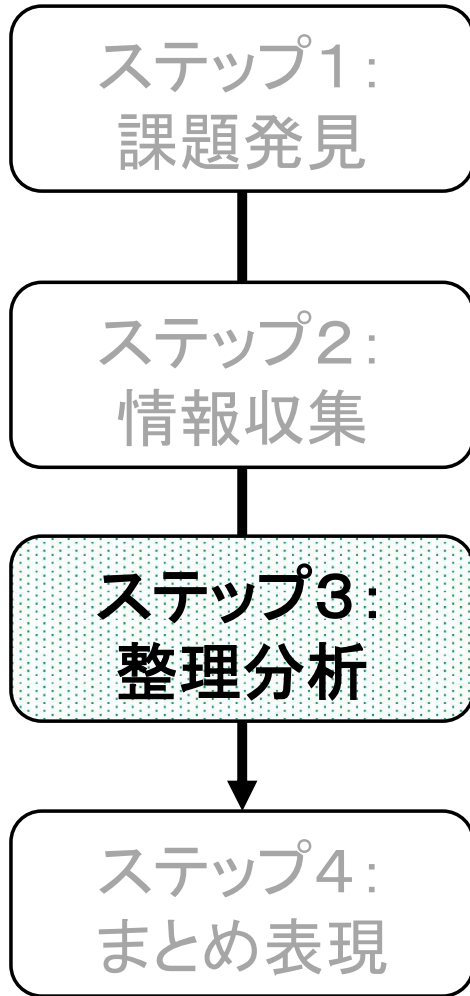 ステップ１：
課題発見
ステップ２：
情報収集
ステップ３：
整理分析
ステップ４：
まとめ表現